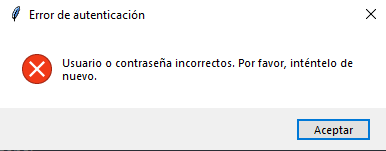 Error de autenticación
Usuario o contraseña incorrectos. Por favor, inténtelo de
nuevo.
Aceptar